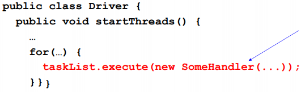 public class Driver {
public void startThreads() {
…
for(…) {
taskList.execute(new SomeHandler(...));
}}}